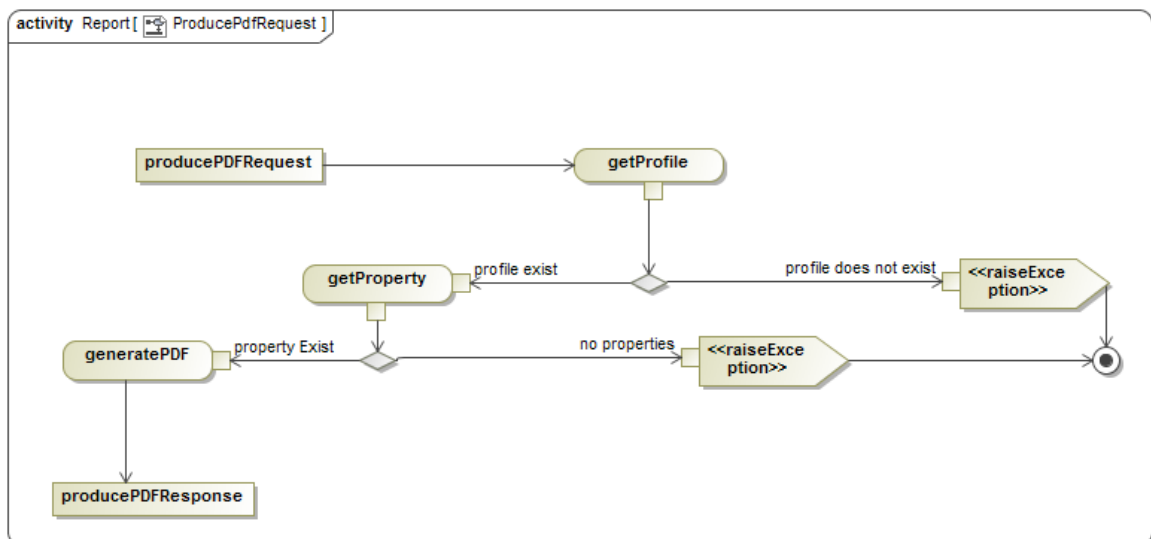 activity Report [ ProducePdfRequest ]
producePDFRequest
getProfile
getProperty
profile exist
profile does not exist
<<raiseExce
ption>>
generatePDF
property Exist
no properties
<<raiseExce
ption>>
producePDFResponse